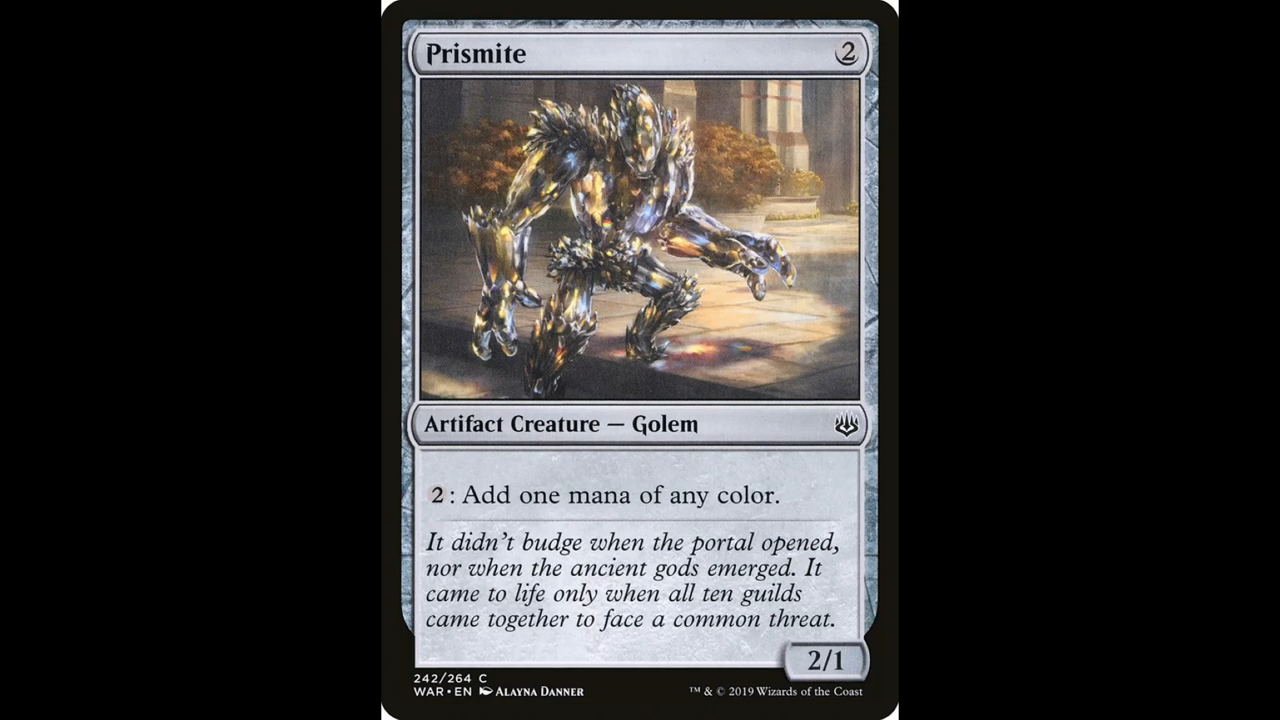 Prismite 2
Artifact Creature — Golem
2: Add one mana of any color.
It didn't budge when the portal opened,
nor when the ancient gods emerged. It
came to life only when all ten guilds
came together to face a common threat.
2/1
242/264 C
WAR • EN Alayna Danner ™ & © 2019 Wizards of the Coast